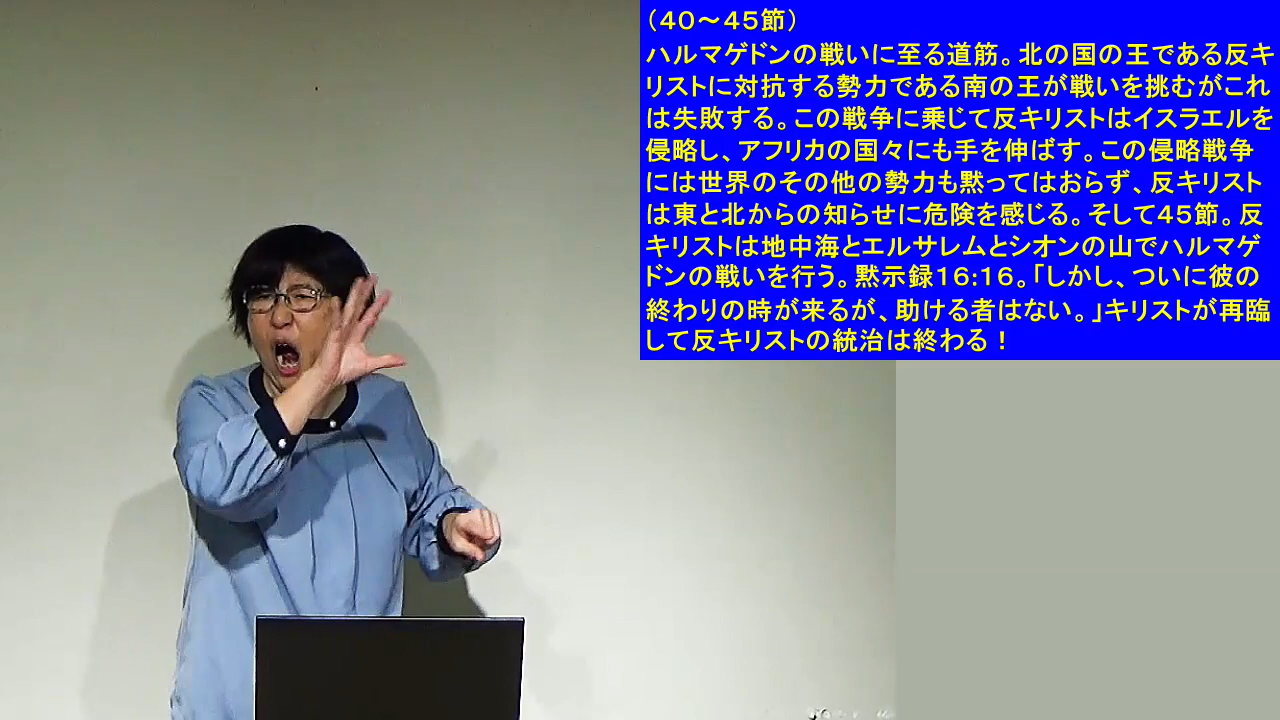 （４０～４５節）
ハルマゲドンの戦いに至る道筋。北の国の王である反キ
リストに対抗する勢力である南の王が戦いを挑むがこれ
は失敗する。この戦争に乗じて反キリストはイスラエルを
侵略し、アフリカの国々にも手を伸ばす。この侵略戦争
には世界のその他の勢力も黙ってはおらず、反キリスト
は東と北からの知らせに危険を感じる。そして４５節。反
キリストは地中海とエルサレムとシオンの山でハルマゲ
ドンの戦いを行う。黙示録１６：１６。「しかし、ついに彼の
終わりの時が来るが、助ける者はない。」キリストが再臨
して反キリストの統治は終わる！